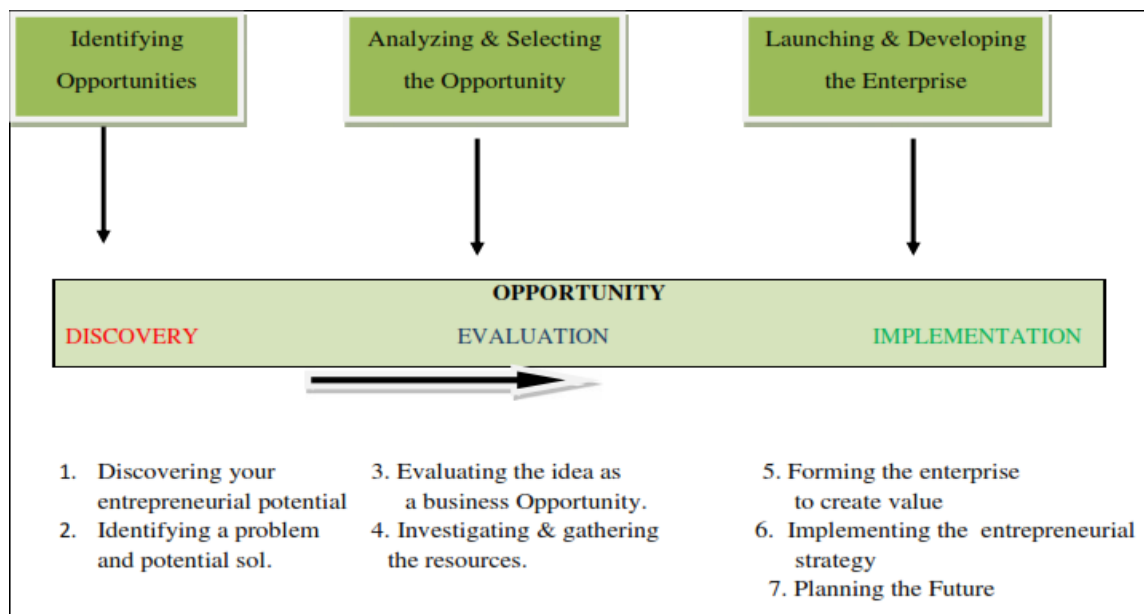 Identifying
Opportunities
Analyzing & Selecting
the Opportunity
Launching & Developing
the Enterprise
OPPORTUNITY
DISCOVERY
EVALUATION
IMPLEMENTATION
1. Discovering your
entrepreneurial potential
2. Identifying a problem
and potential sol.
3. Evaluating the idea as
a business Opportunity.
4. Investigating & gathering
the resources.
5. Forming the enterprise
to create value
6. Implementing the entrepreneurial
strategy
7. Planning the Future